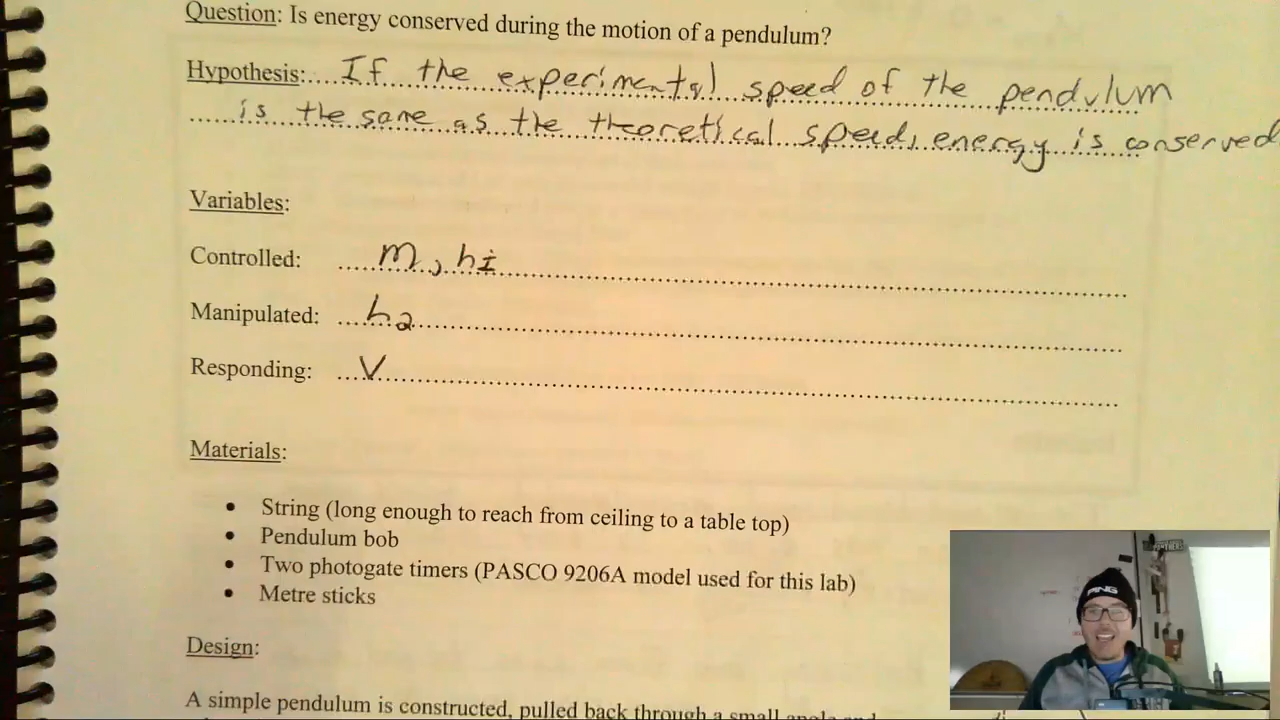 Question: Is energy conserved during the motion of a pendulum?
Hypothesis: If the experimental speed of the pendulum
is the same as the theoretical speed, energy is conserved
Variables:
Controlled: m, hi
Manipulated: h2
Responding: V
Materials:
• String (long enough to reach from ceiling to a table top)
• Pendulum bob
• Two photogate timers (PASCO 9206A model used for this lab)
• Metre sticks
Design:
A simple pendulum is constructed, pulled back through a small angle and
PING